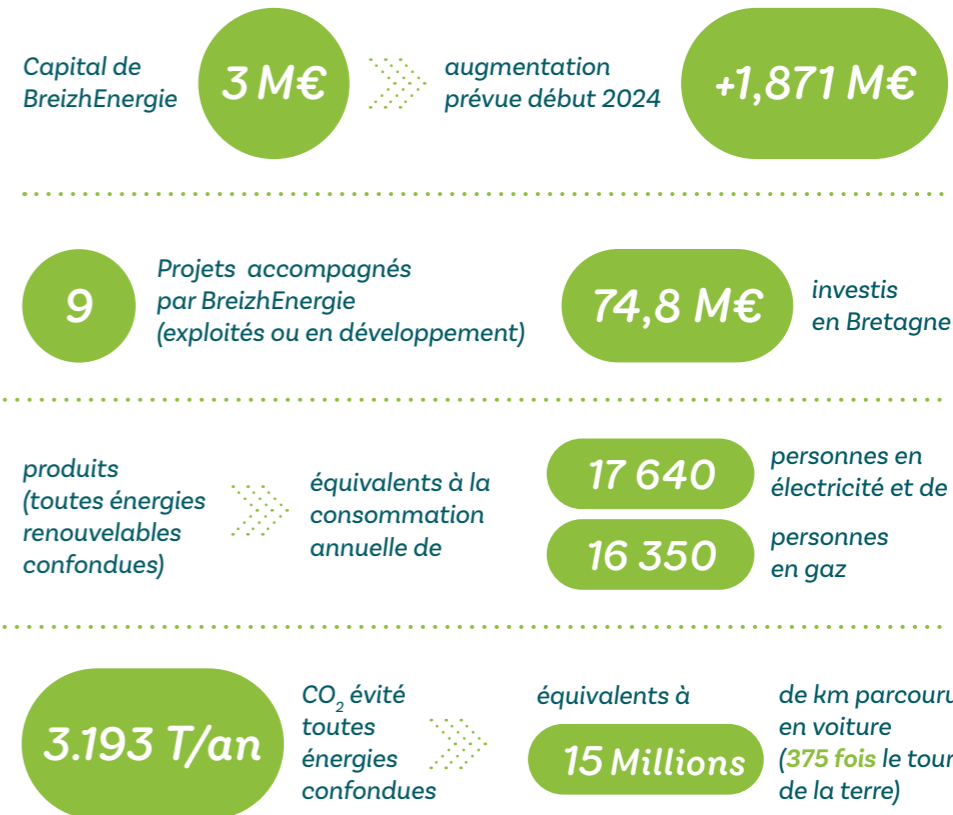 Capital de
BreizhEnergie
3 M€
augmentation
prévue début 2024
+1,871 M€
9
Projets accompagnés
par BreizhEnergie
(exploités ou en développement)
74,8 M€
investis
en Bretagne
produits
(toutes énergies
renouvelables
confondues)
équivalents à la
consommation
annuelle de
17 640
personnes en
électricité et de
16 350
personnes
en gaz
3.193 T/an
CO₂ évité
toutes
énergies
confondues
équivalents à
15 Millions
de km parcouru
en voiture
(375 fois le tour
de la terre)